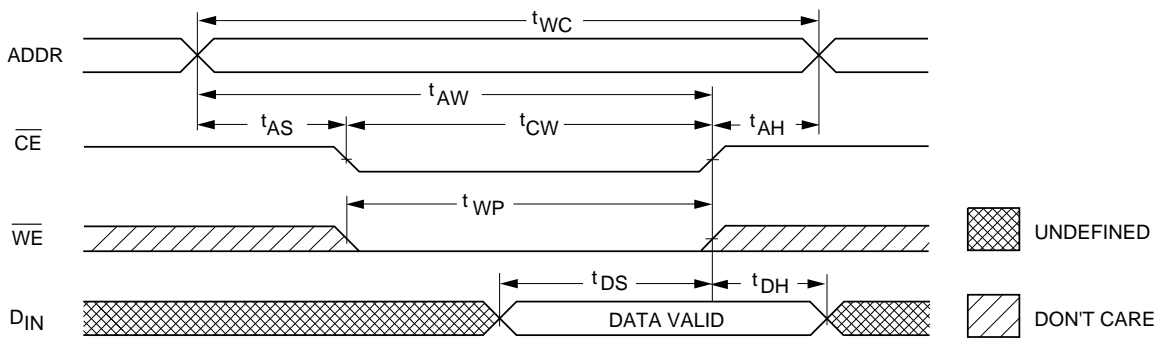 tWC
ADDR
tAW
tAS tCW tAH
CE
tWP
WE
UNDEFINED
tDS tDH
DIN DATA VALID
DON'T CARE